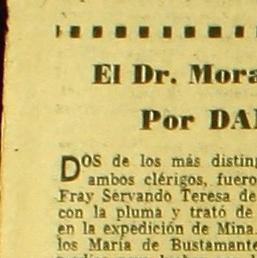 El Dr. Mora
Por DA
DOS de los más disting
ambos clérigos, fuero
Fray Servando Teresa de
con la pluma y trató de
en la expedición de Mina.
los María de Bustamante